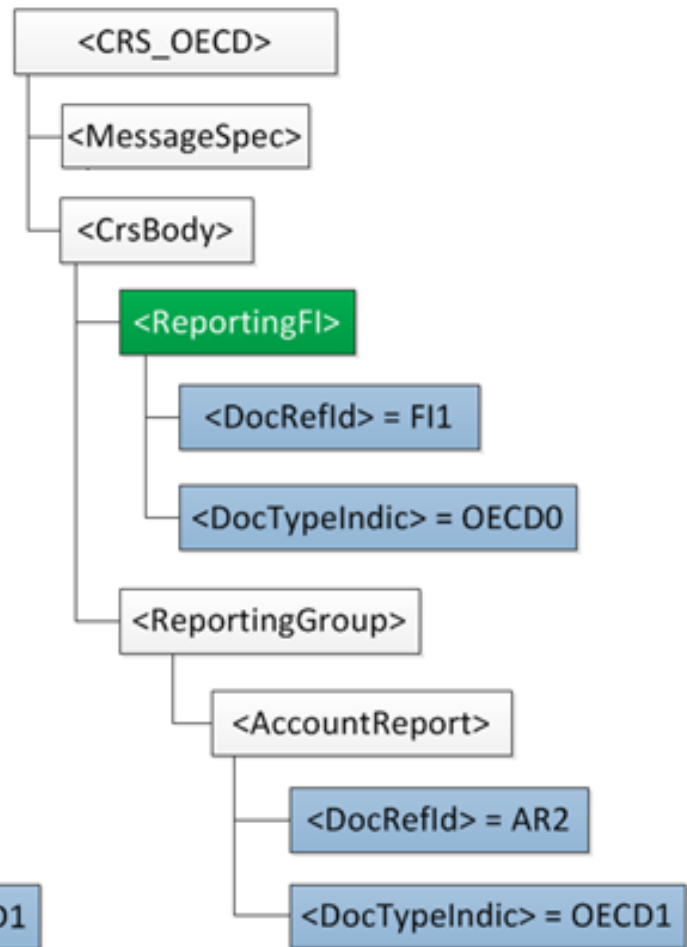 <CRS_OECD>
<MessageSpec>
<CrsBody>
<ReportingFI>
<DocRefId> = FI1
<DocTypeIndic> = OECD0
<ReportingGroup>
<AccountReport>
<DocRefId> = AR2
<DocTypeIndic> = OECD1